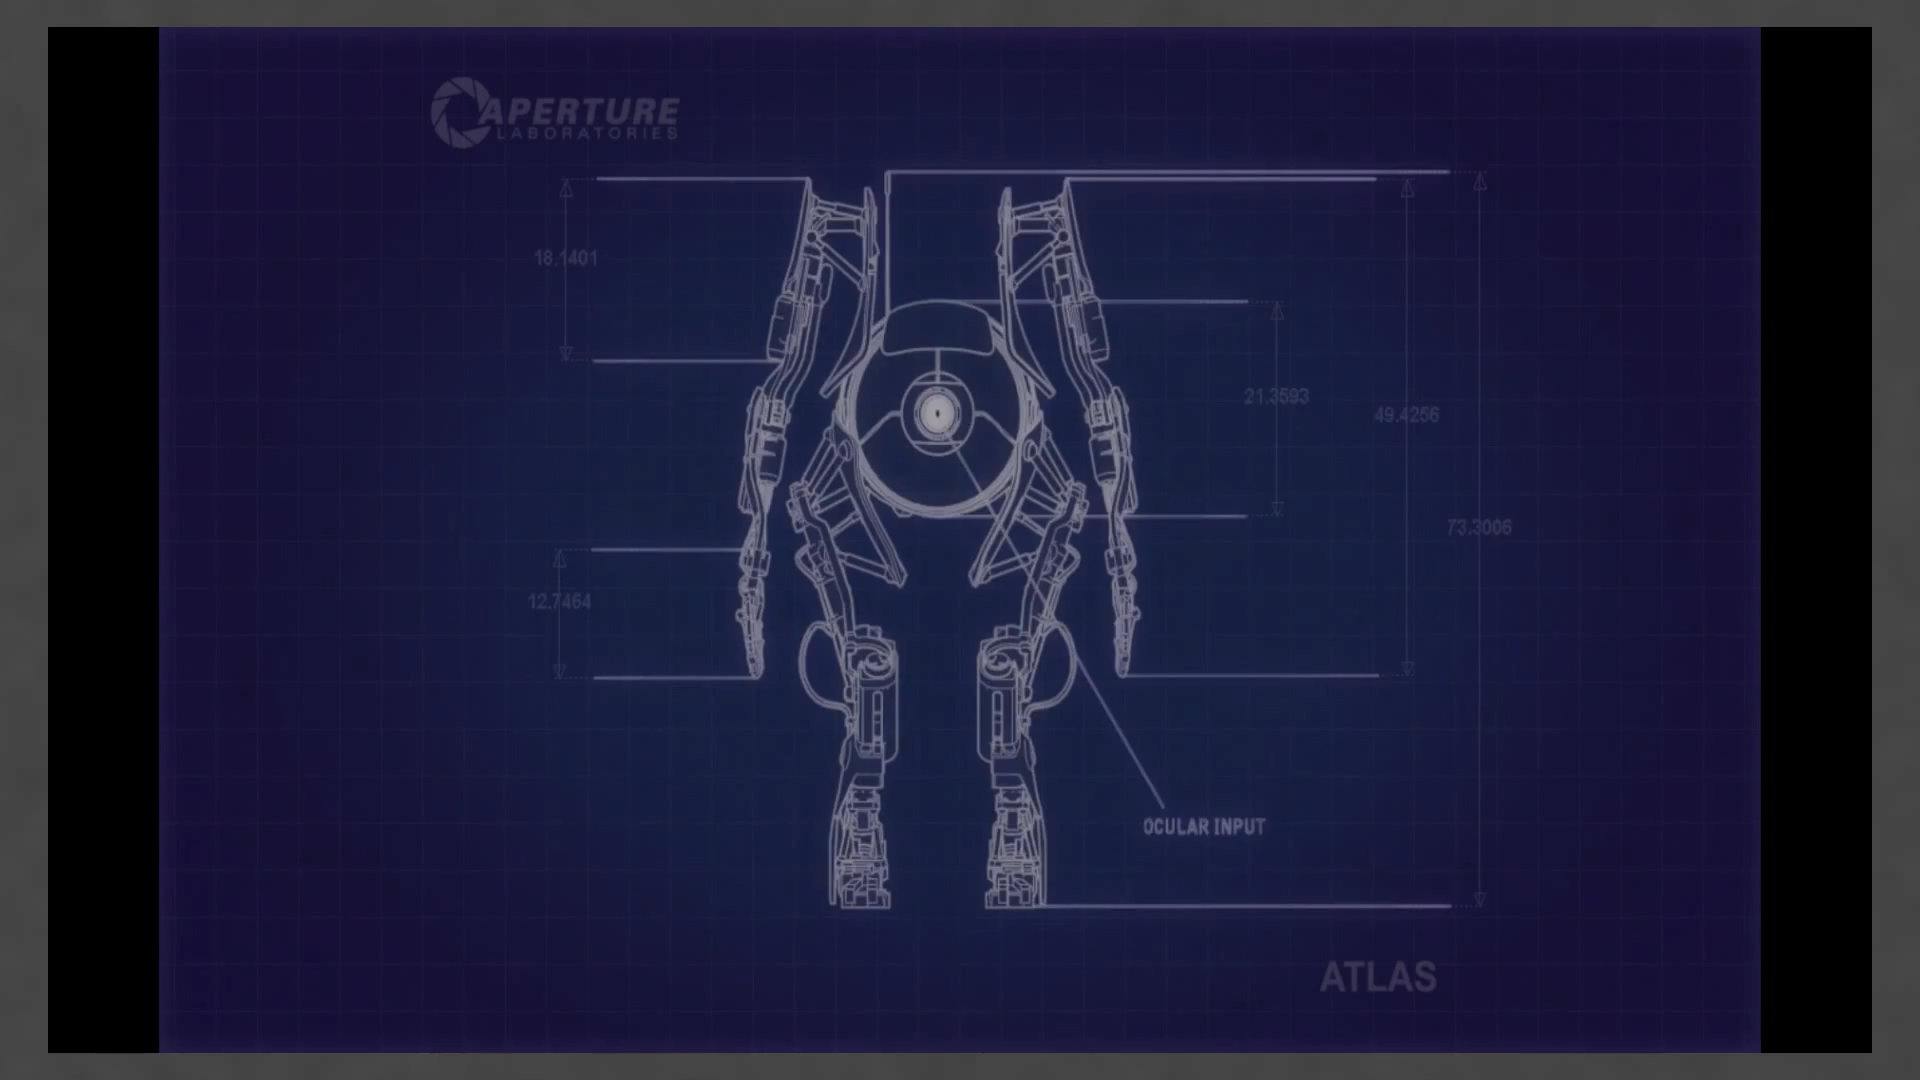 APERTURE
LABORATORIES
18.1401
21.3593
49.4256
73.3006
12.7464
OCULAR INPUT
ATLAS